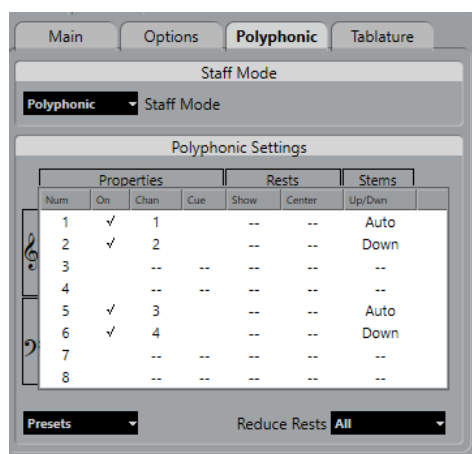 Main Options Polyphonic Tablature
Staff Mode
Polyphonic Staff Mode
Polyphonic Settings
Properties Rests Stems
Num On Chan Cue Show Center Up/Dwn
1 √ 1 -- -- Auto
2 √ 2 -- -- Down
3 -- -- -- -- --
4 -- -- -- -- --
5 √ 3 -- -- Auto
6 √ 4 -- -- Down
7 -- -- -- -- --
8 -- -- -- -- --
Presets Reduce Rests All